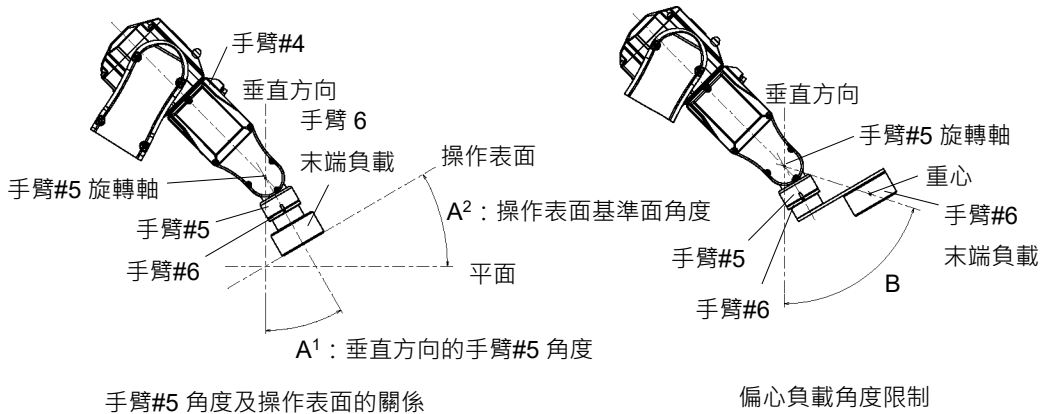 手臂#4
垂直方向
手臂 6
末端負載
操作表面
手臂#5 旋轉軸
A²：操作表面基準面角度
手臂#5
手臂#6
平面
A¹：垂直方向的手臂#5 角度
手臂#5 角度及操作表面的關係
垂直方向
手臂#5 旋轉軸
重心
手臂#6
末端負載
手臂#5
手臂#6
B
偏心負載角度限制